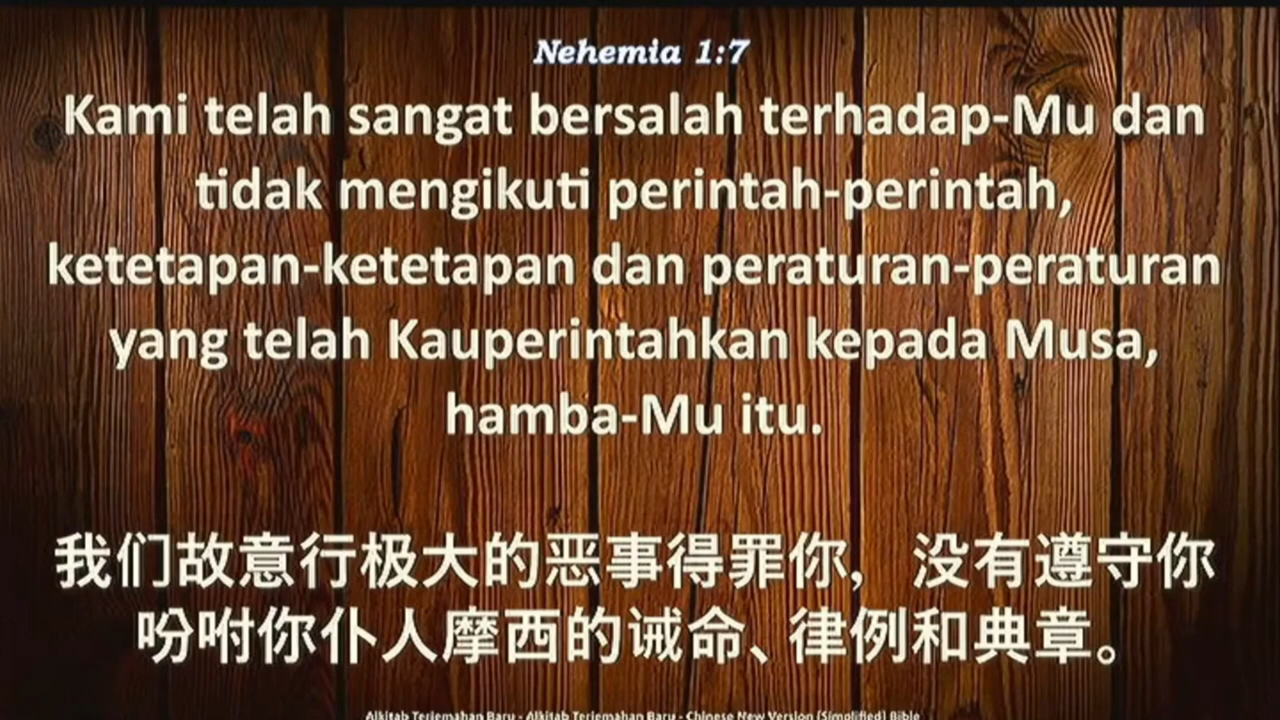 Nehemia 1:7
Kami telah sangat bersalah terhadap-Mu dan
tidak mengikuti perintah-perintah,
ketetapan-ketetapan dan peraturan-peraturan
yang telah Kauperintahkan kepada Musa,
hamba-Mu itu.
我们故意行极大的恶事得罪你, 没有遵守你
吩咐你仆人摩西的诫命、律例和典章。
Alkitab Terjemahan Baru - Alkitab Terjemahan Baru - Chinese New Version (Simplified) Bible